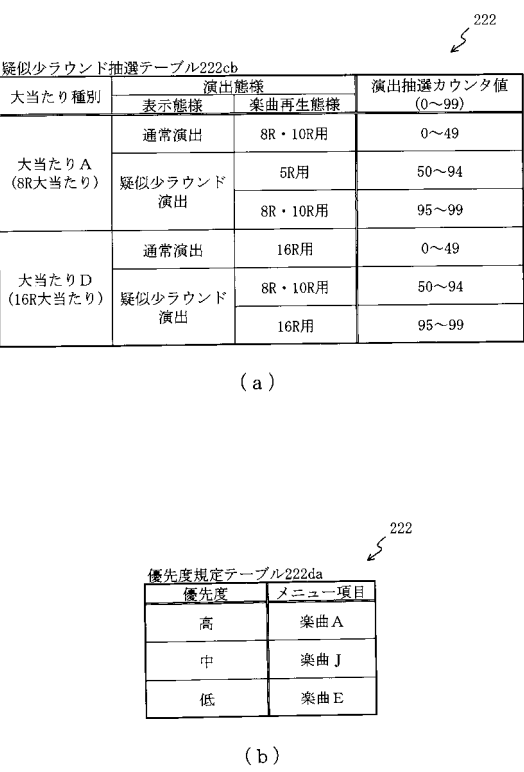 222
疑似少ラウンド抽選テーブル222cb
大当たり種別
演出態様
演出抽選カウンタ値
(0〜99)
表示態様
楽曲再生態様
大当たりA
(8R大当たり)
通常演出
8R・10R用
0〜49
疑似少ラウンド
演出
5R用
50〜94
8R・10R用
95〜99
大当たりD
(16R大当たり)
通常演出
16R用
0〜49
疑似少ラウンド
演出
8R・10R用
50〜94
16R用
95〜99
(a)
222
優先度規定テーブル222da
優先度
メニュー項目
高
楽曲A
中
楽曲J
低
楽曲E
(b)